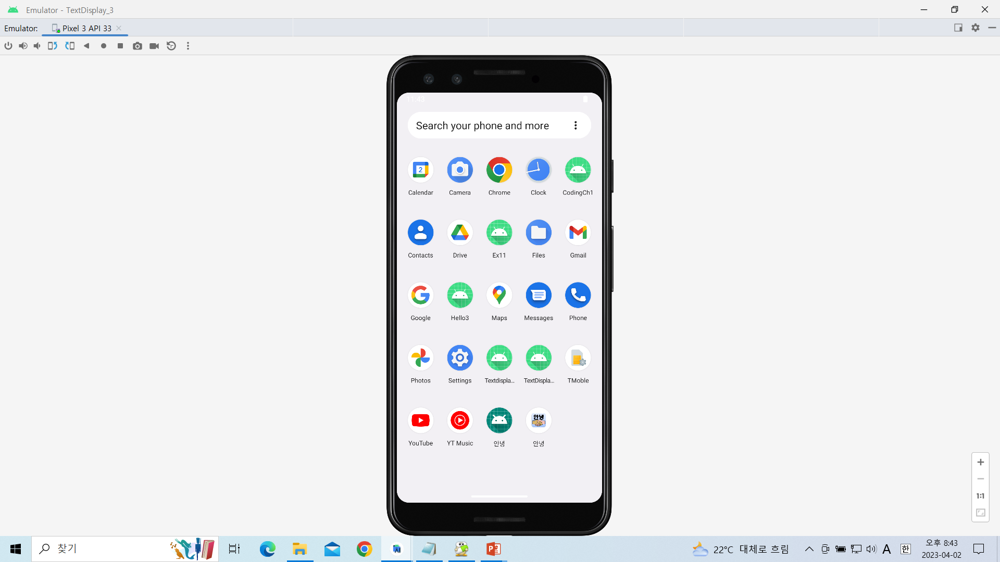 Emulator - TextDisplay_3
Emulator: Pixel 3 API 33
11:43
Search your phone and more
2
Calendar Camera Chrome Clock CodingCh1
Contacts Drive Ex11 Files Gmail
Google Hello3 Maps Messages Phone
Photos Settings Textdispla... TextDispla... TMoble
안녕
YouTube YT Music 안녕 안녕
1:1
찾기
22°C 대체로 흐림
A 한
오후 8:43
2023-04-02